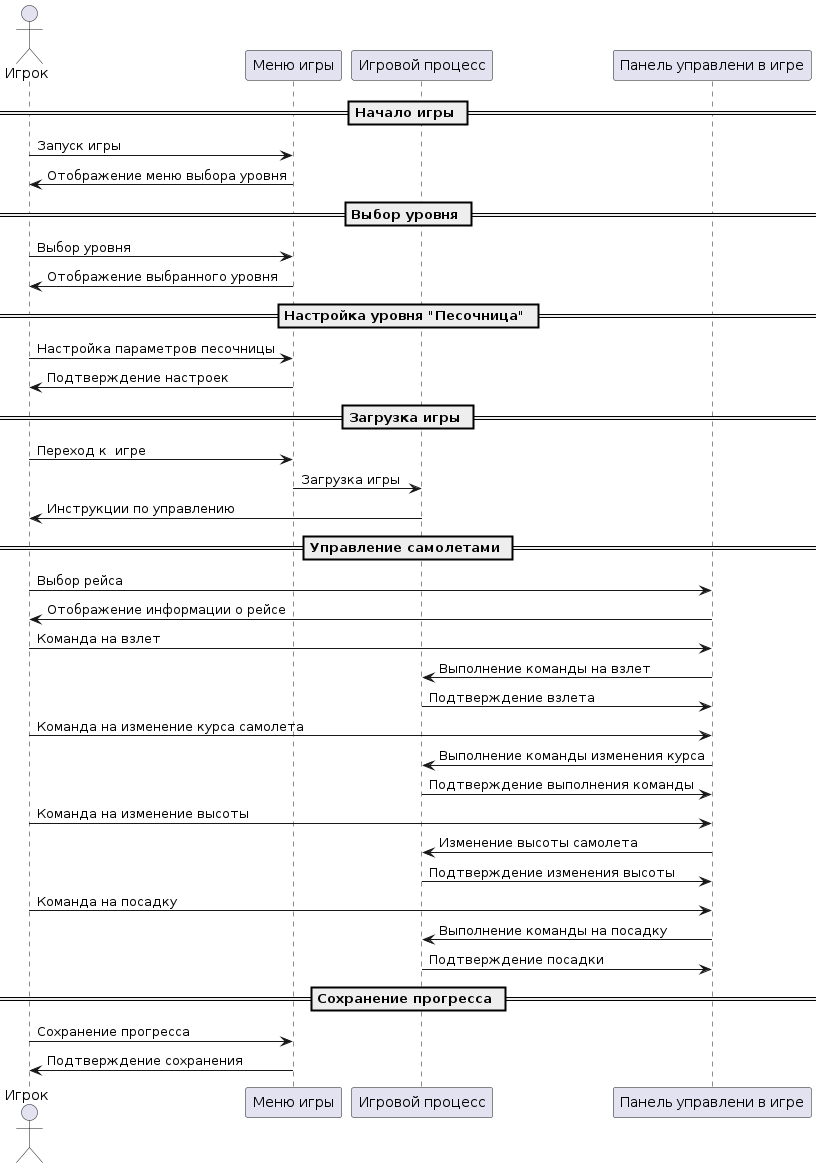 Игрок
Меню игры
Игровой процесс
Панель управлени в игре
Начало игры
Запуск игры
Отображение меню выбора уровня
Выбор уровня
Выбор уровня
Отображение выбранного уровня
Настройка уровня "Песочница"
Настройка параметров песочницы
Подтверждение настроек
Загрузка игры
Переход к  игре
Загрузка игры
Инструкции по управлению
Управление самолетами
Выбор рейса
Отображение информации о рейсе
Команда на взлет
Выполнение команды на взлет
Подтверждение взлета
Команда на изменение курса самолета
Выполнение команды изменения курса
Подтверждение выполнения команды
Команда на изменение высоты
Изменение высоты самолета
Подтверждение изменения высоты
Команда на посадку
Выполнение команды на посадку
Подтверждение посадки
Сохранение прогресса
Сохранение прогресса
Подтверждение сохранения
Игрок
Меню игры
Игровой процесс
Панель управлени в игре